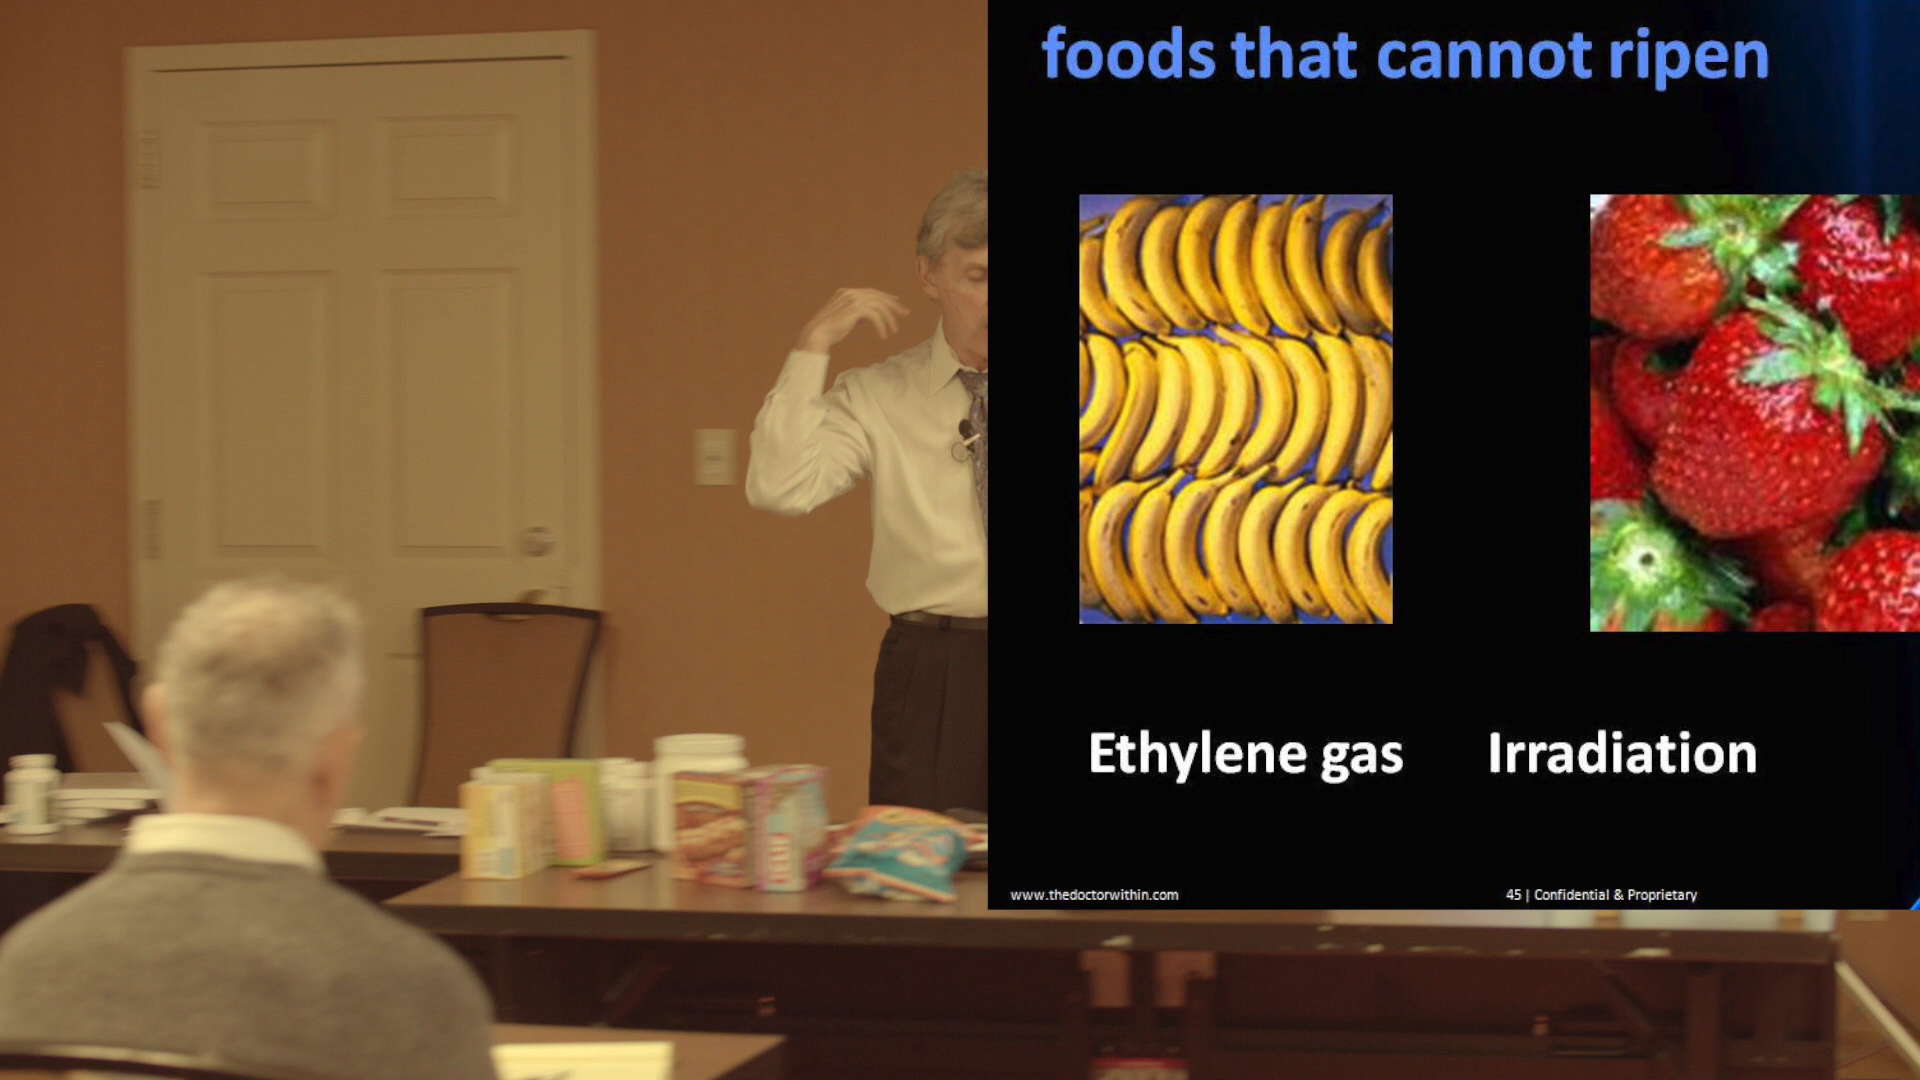 foods that cannot ripen
Ethylene gas
Irradiation
www.thedoctorwithin.com
45 | Confidential & Proprietary